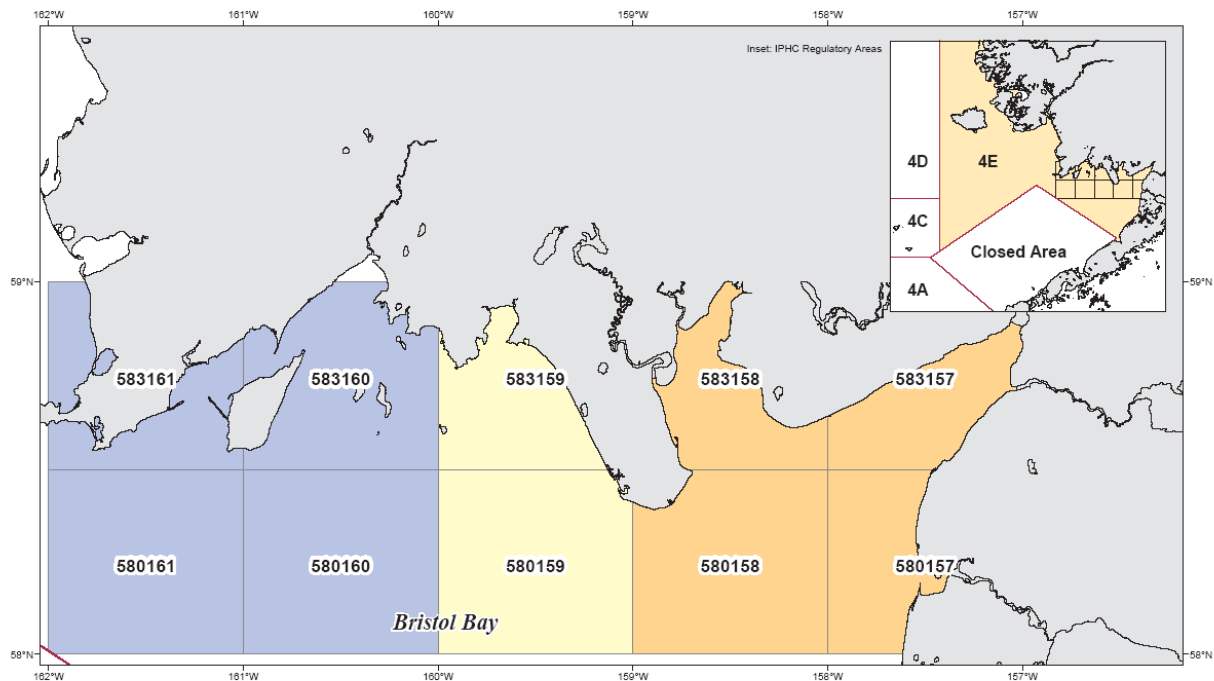 162°W 161°W 160°W 159°W 158°W 157°W
Inset: IPHC Regulatory Areas
4D 4E
4C
Closed Area
4A
59°N 59°N
583161 583160 583159 583158 583157
580161 580160 580159 580158 580157
Bristol Bay
58°N 58°N
162°W 161°W 160°W 159°W 158°W 157°W